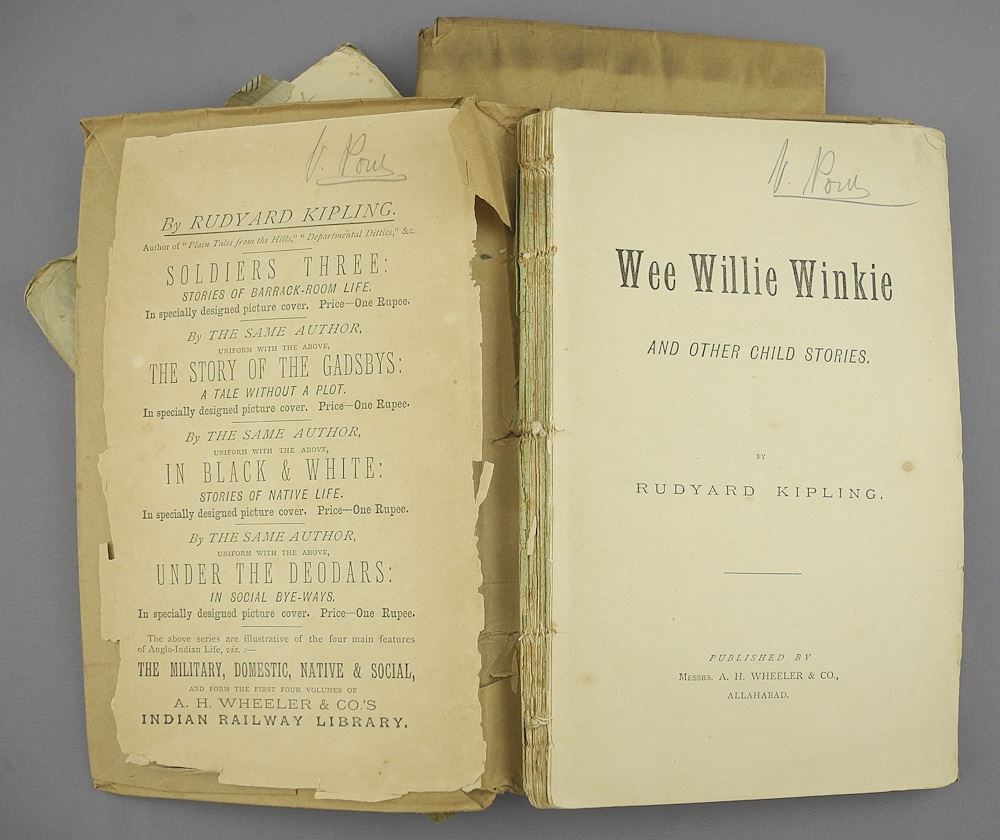 By RUDYARD KIPLING.
Author of "Plain Tales from the Hills," "Departmental Ditties," &c.
SOLDIERS THREE:
STORIES OF BARRACK-ROOM LIFE.
In specially designed picture cover. Price—One Rupee.
By THE SAME AUTHOR,
UNIFORM WITH THE ABOVE,
THE STORY OF THE GADSBYS:
A TALE WITHOUT A PLOT.
In specially designed picture cover. Price—One Rupee.
By THE SAME AUTHOR,
UNIFORM WITH THE ABOVE,
IN BLACK & WHITE:
STORIES OF NATIVE LIFE.
In specially designed picture cover. Price—One Rupee.
By THE SAME AUTHOR,
UNIFORM WITH THE ABOVE,
UNDER THE DEODARS:
IN SOCIAL BYE-WAYS.
In specially designed picture cover. Price—One Rupee.
The above series are illustrative of the four main features
of Anglo-Indian Life, viz. :—
THE MILITARY, DOMESTIC, NATIVE & SOCIAL,
AND FORM THE FIRST FOUR VOLUMES OF
A. H. WHEELER & CO.'S
INDIAN RAILWAY LIBRARY.
V.
Wee Willie Winkie
AND OTHER CHILD STORIES.
BY
RUDYARD KIPLING.
PUBLISHED BY
MESSRS. A. H. WHEELER & CO.,
ALLAHABAD.